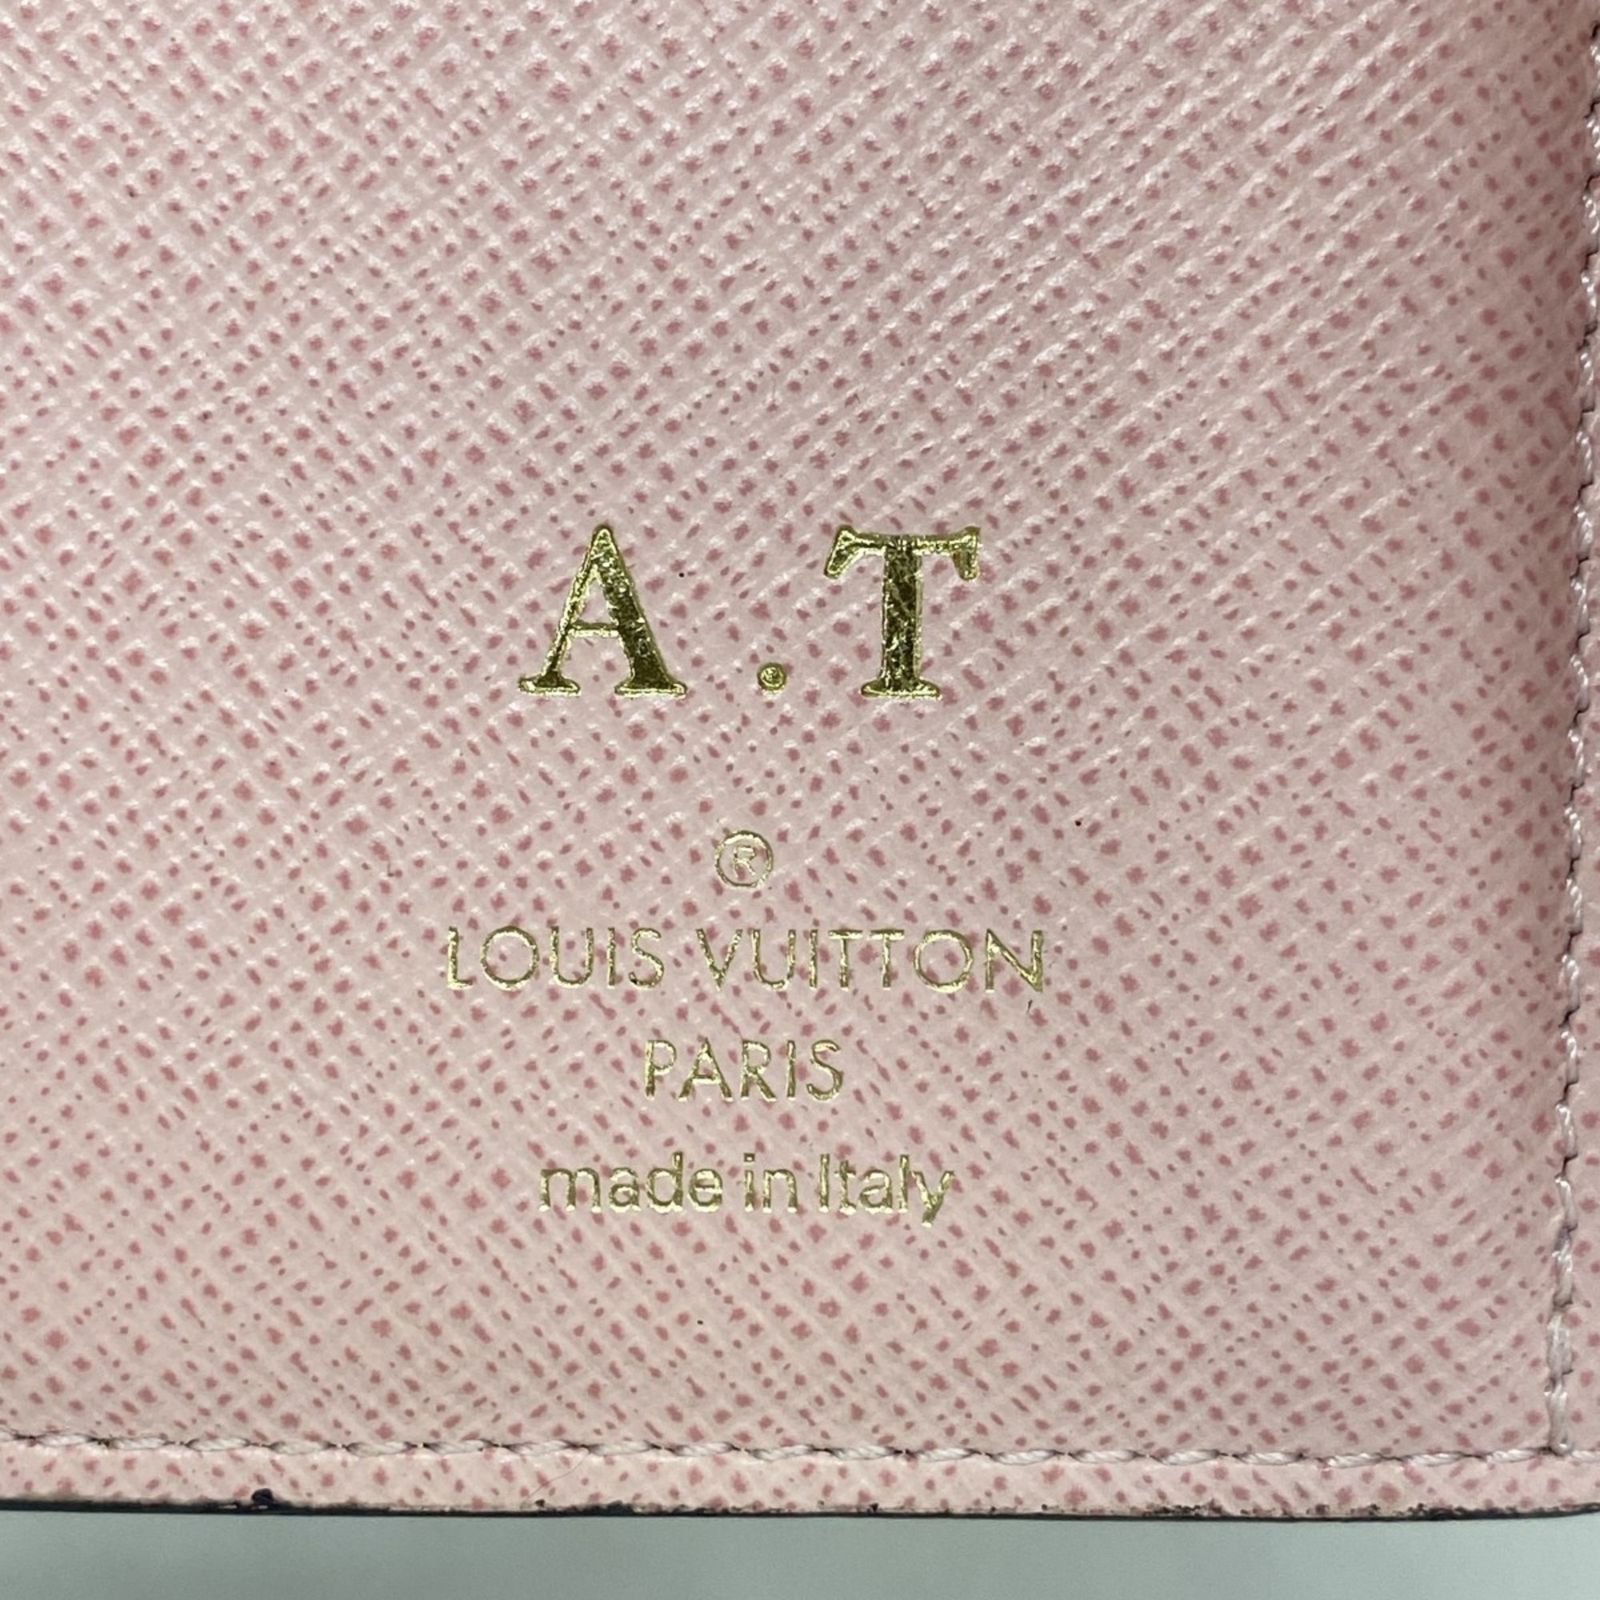 A.T
®
LOUIS VUITTON
PARIS
made in Italy